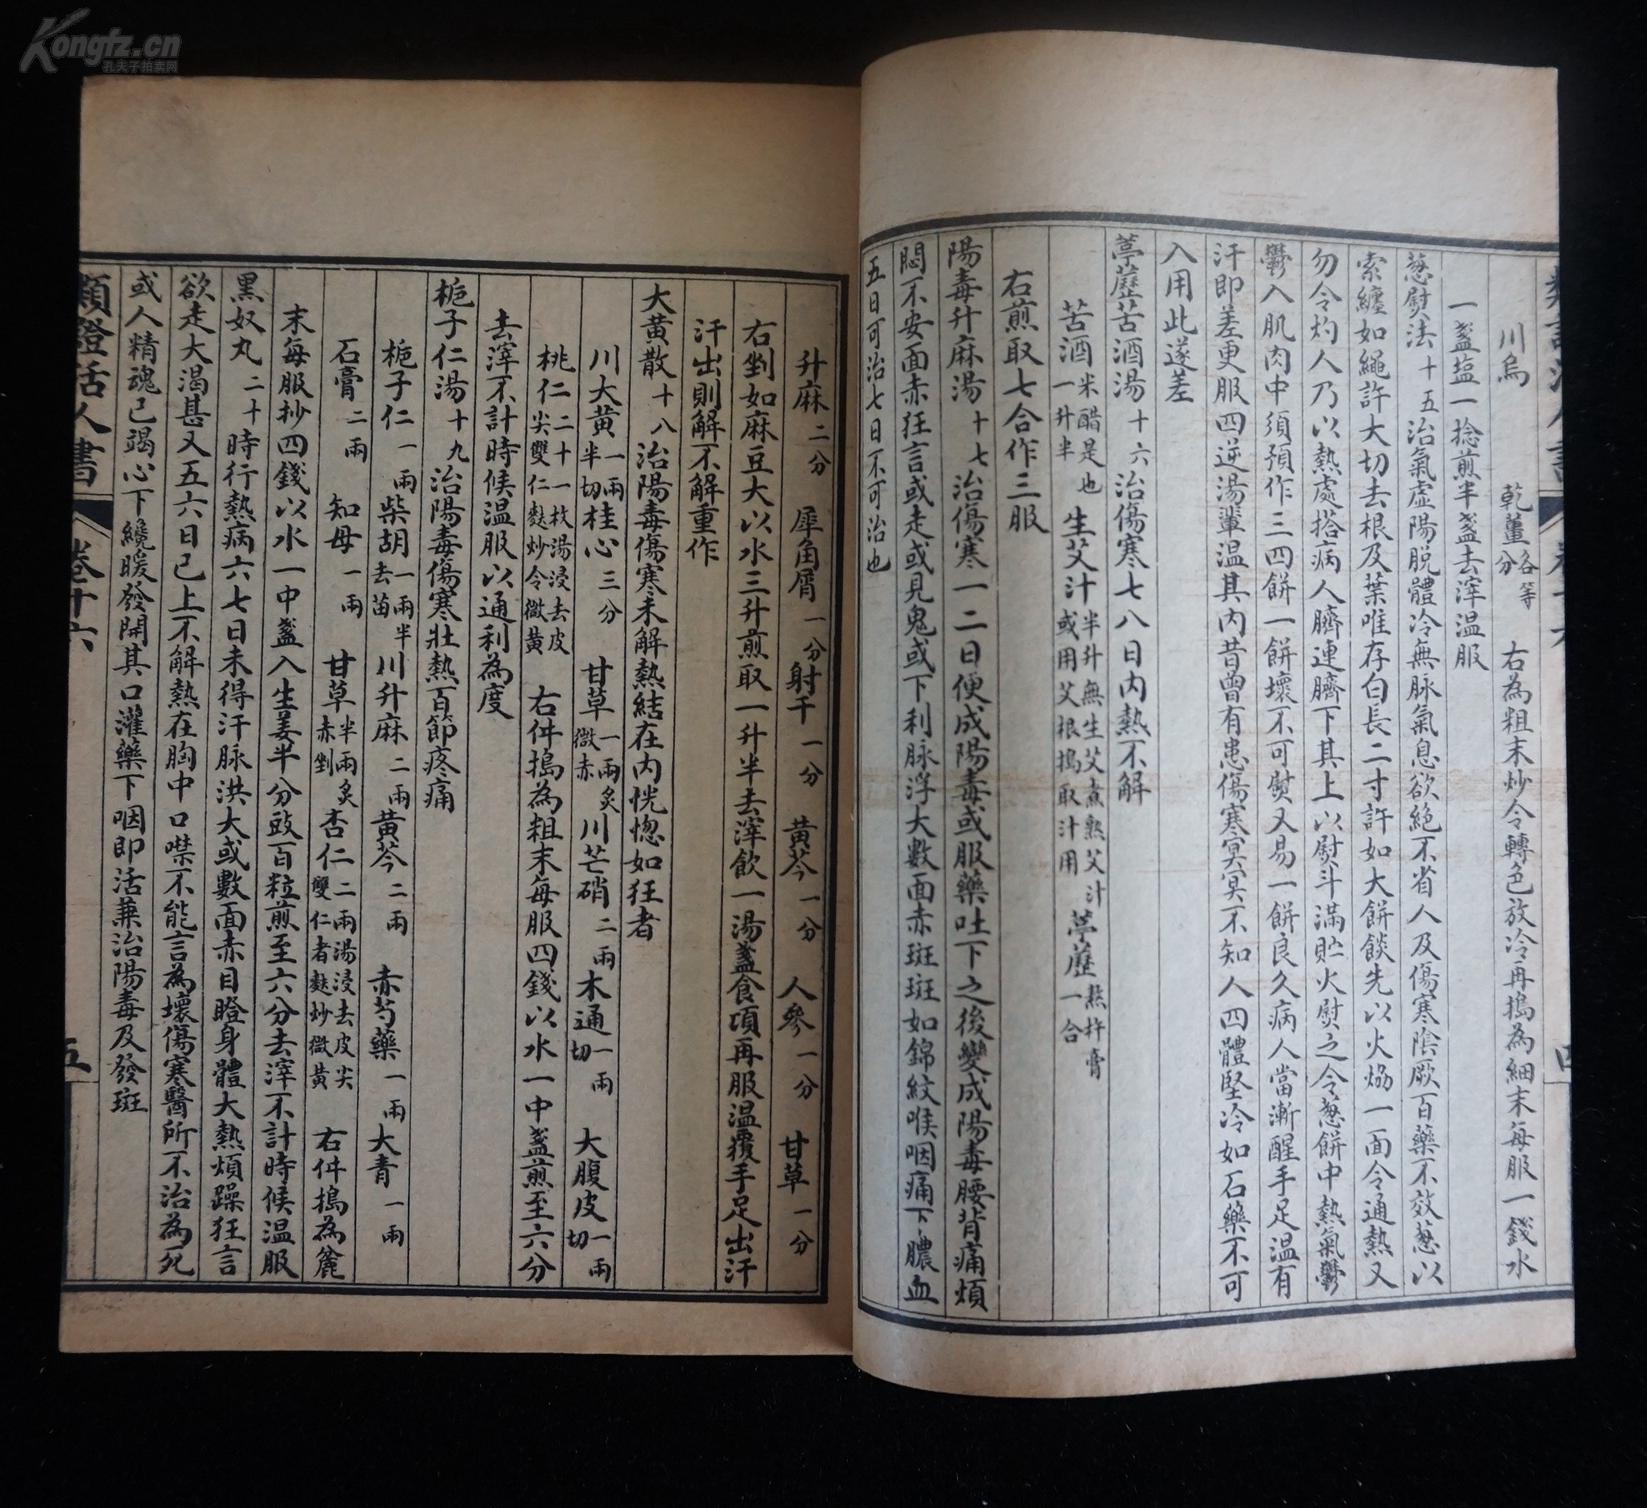 Kongfz.cn
孔夫子拍卖网
川烏　乾薑各等分　右為粗末炒令轉色放冷再搗為細末每服一錢水
一盞塩一捻煎半盞去滓溫服
葱熨法十五治氣虛陽脫體冷無脉氣息欲絕不省人及傷寒陰厥百藥不效葱以
索纏如繩許大切去根及葉唯存白長二寸許如大餅餤先以火焫一面令通熱又
勿令灼人乃以熱處搭病人臍連臍下其上以熨斗滿貯火熨之令葱餅中熱氣鬱
鬱入肌肉中須預作三四餅一餅壞不可熨又易一餅良久病人當漸醒手足溫有
汗即差更服四逆湯輩溫其內昔曾有患傷寒冥冥不知人四體堅冷如石藥不可
入用此遂差
葶藶苦酒湯十六治傷寒七八日內熱不解
苦酒米醋是也一升半　生艾汁半升無生艾煮熟艾汁或用艾根搗取汁用　葶藶熬杵膏一合
右煎取七合作三服
陽毒升麻湯十七治傷寒一二日便成陽毒或服藥吐下之後變成陽毒腰背痛煩
悶不安面赤狂言或走或見鬼或下利脉浮大數面赤斑斑如錦紋喉咽痛下膿血
五日可治七日不可治也
升麻二分　犀角屑一分　射干一分　黃芩一分　人參一分　甘草一分
右剉如麻豆大以水三升煎取一升半去滓飲一湯盞食頃再服溫覆手足出汗
汗出則解不解重作
大黃散十八治陽毒傷寒未解熱結在內恍惚如狂者
川大黃一兩半切　桂心三分　甘草一兩炙微赤　川芒硝二兩　木通一兩切　大腹皮一兩切
桃仁二十一枚湯浸去皮尖雙仁麩炒令微黃　右件搗為粗末每服四錢以水一中盞煎至六分
去滓不計時候溫服以通利為度
梔子仁湯十九治陽毒傷寒壯熱百節疼痛
梔子仁一兩　柴胡一兩半去苗　川升麻二兩　黃芩二兩　赤芍藥一兩　大青一兩
石膏二兩　知母一兩　甘草半兩炙赤剉　杏仁二兩湯浸去皮尖雙仁者麩炒微黃　右件搗為麄
末每服抄四錢以水一中盞入生姜半分豉百粒煎至六分去滓不計時候溫服
黑奴丸二十時行熱病六七日未得汗脉洪大或數面赤目瞪身體大熱煩躁狂言
欲走大渴甚又五六日已上不解熱在胸中口噤不能言為壞傷寒醫所不治為死
或人精魂已竭心下纔暖發開其口灌藥下咽即活兼治陽毒及發斑
類證活人書　卷十六　五